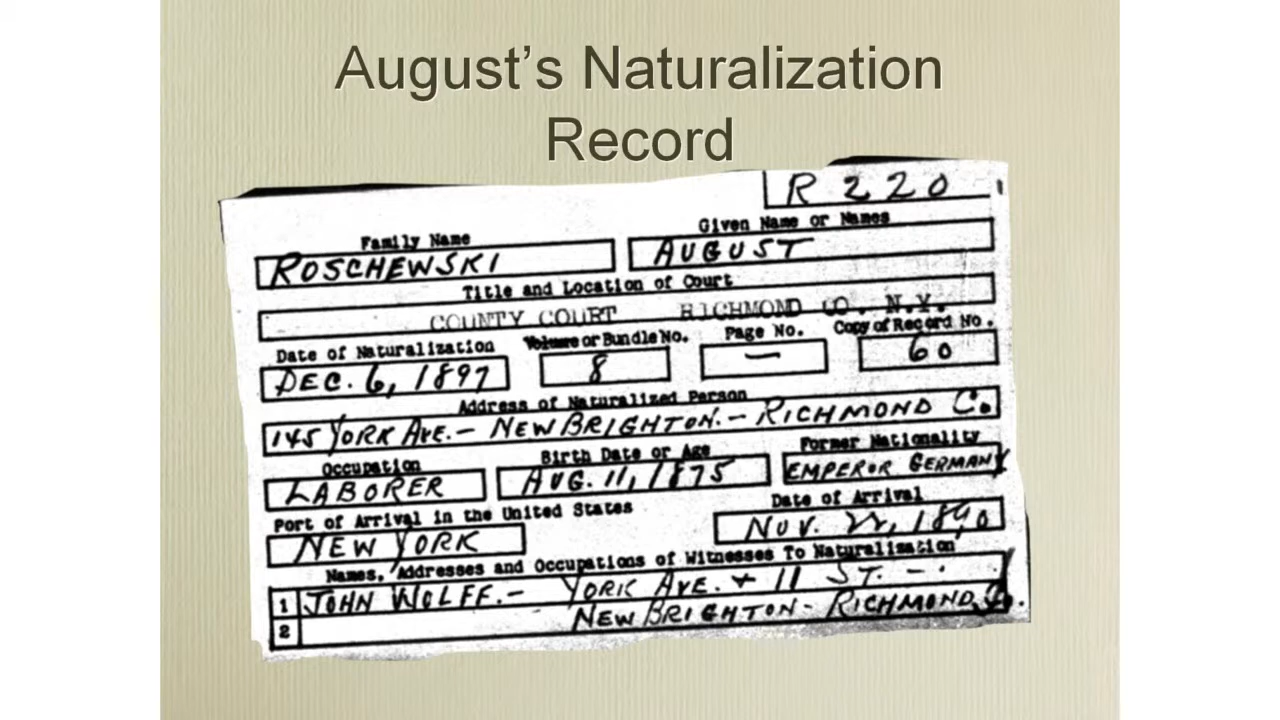 August’s Naturalization
Record
R 220
Family Name
Given Name or Names
ROSCHEWSKI
AUGUST
Title and Location of Court
COUNTY COURT RICHMOND CO. N.Y.
Date of Naturalization
Volume or Bundle No.
Page No.
Copy of Record No.
DEC. 6, 1897
8
—
60
Address of Naturalized Person
145 YORK AVE. — NEW BRIGHTON. — RICHMOND C.
Occupation
Birth Date or Age
Former Nationality
LABORER
AUG. 11, 1875
EMPEROR GERMANY
Port of Arrival in the United States
Date of Arrival
NEW YORK
NOV. 22, 1890
Names, Addresses and Occupations of Witnesses To Naturalization
1 JOHN WOLFF. — YORK AVE. + 11 ST. — .
2 NEW BRIGHTON - RICHMOND